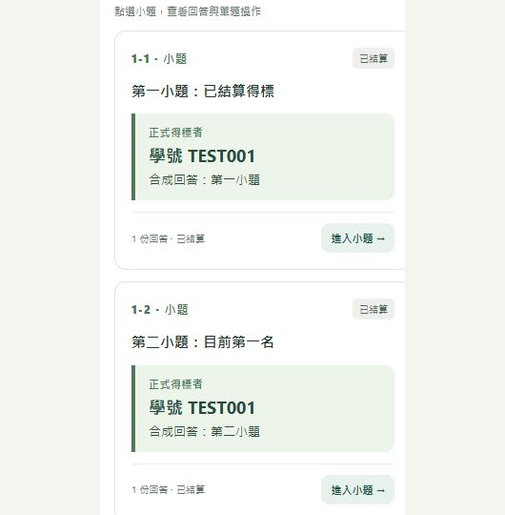 點選小題，查看回答與單題操作
1-1 · 小題
已結算
第一小題：已結算得標
正式得標者
學號 TEST001
合成回答：第一小題
1 份回答 · 已結算
進入小題 →
1-2 · 小題
已結算
第二小題：目前第一名
正式得標者
學號 TEST001
合成回答：第二小題
1 份回答 · 已結算
進入小題 →